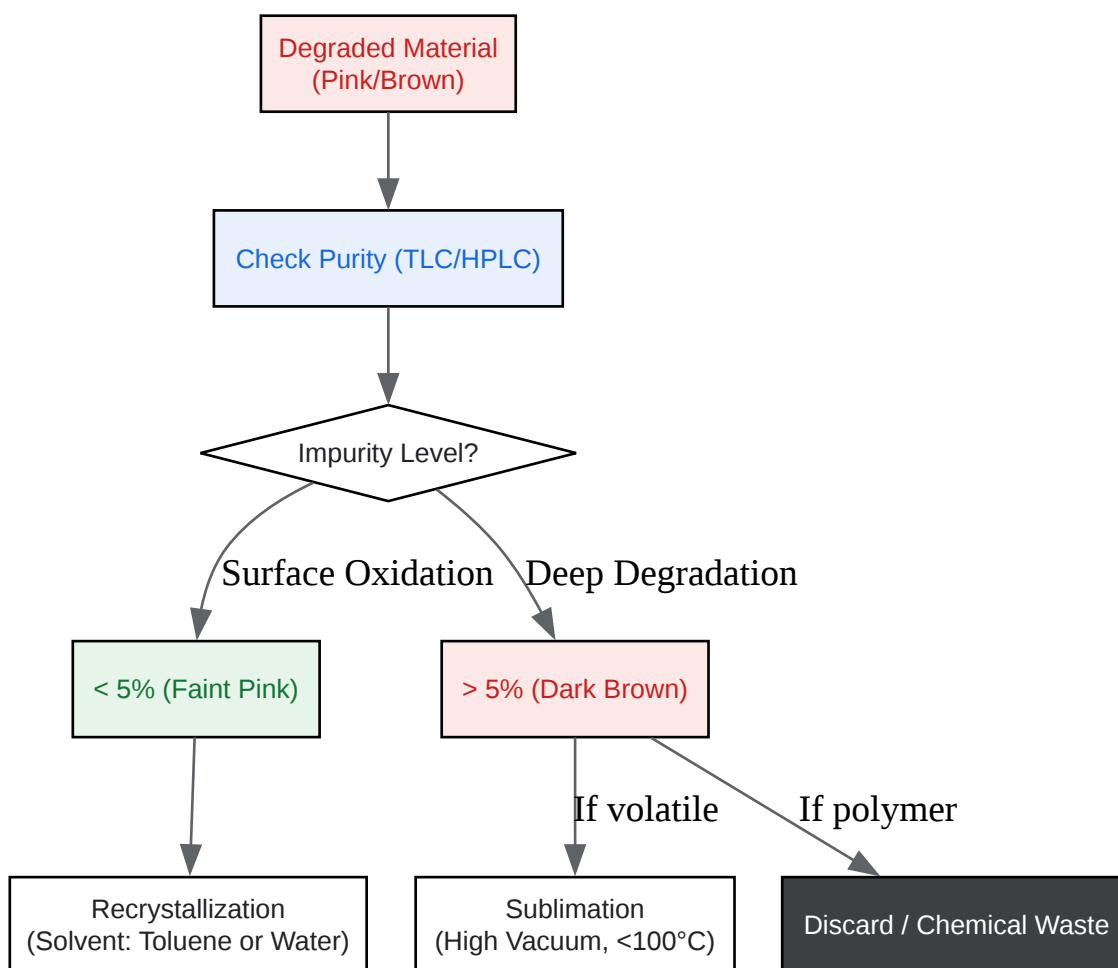 Degraded Material
(Pink/Brown)
Check Purity (TLC/HPLC)
Impurity Level?
Surface Oxidation
Deep Degradation
< 5% (Faint Pink)
> 5% (Dark Brown)
If volatile
If polymer
Recrystallization
(Solvent: Toluene or Water)
Sublimation
(High Vacuum, <100°C)
Discard / Chemical Waste